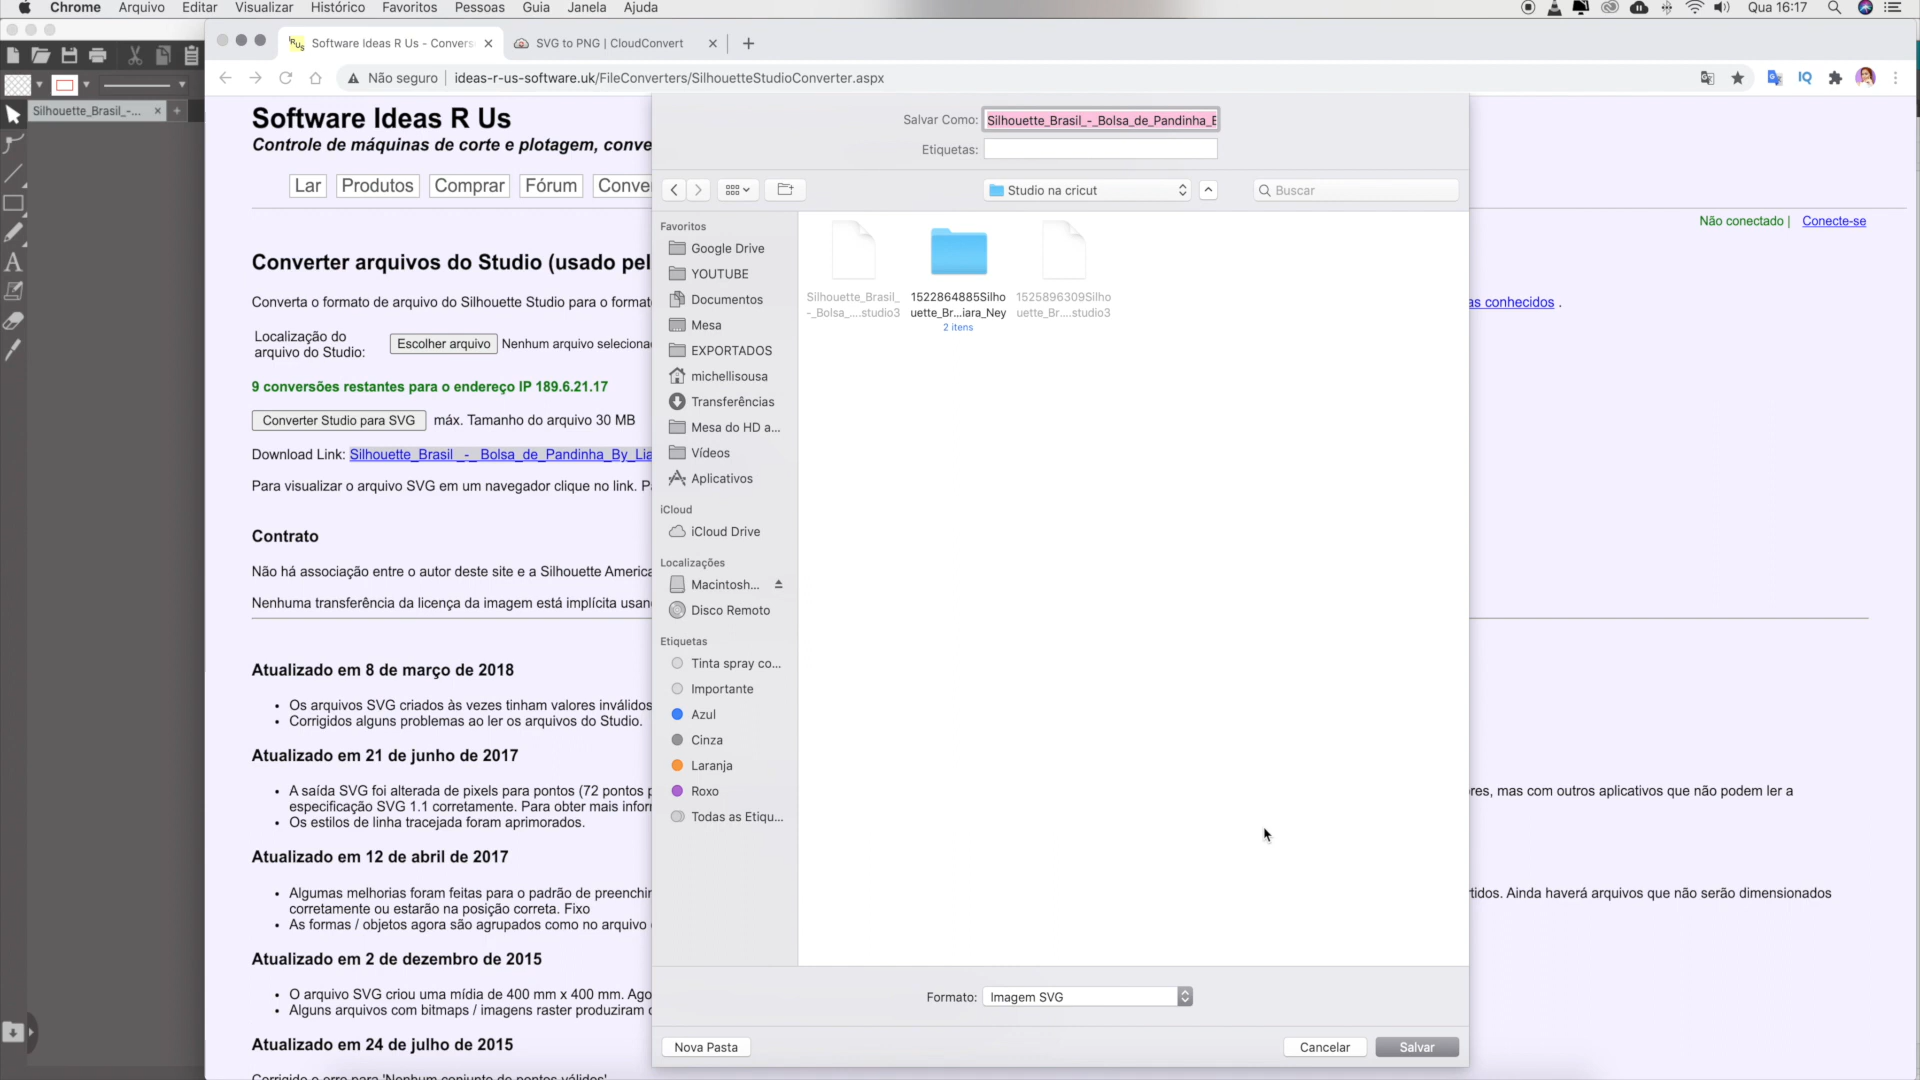 Chrome Arquivo Editar Visualizar Histórico Favoritos Pessoas Guia Janela Ajuda
Qua 16:17
Software Ideas R Us - Convers
SVG to PNG | CloudConvert
Silhouette_Brasil_-...
Não seguro
ideas-r-us-software.uk/FileConverters/SilhouetteStudioConverter.aspx
IQ
Software Ideas R Us
Controle de máquinas de corte e plotagem, conve
Lar Produtos Comprar Fórum Conve
Não conectado | Conecte-se
Converter arquivos do Studio (usado pel
Converta o formato de arquivo do Silhouette Studio para o format
as conhecidos .
Localização do
arquivo do Studio:
Escolher arquivo Nenhum arquivo seleciona
9 conversões restantes para o endereço IP 189.6.21.17
Converter Studio para SVG máx. Tamanho do arquivo 30 MB
Download Link: Silhouette_Brasil _-_ Bolsa_de_Pandinha_By_Lia
Para visualizar o arquivo SVG em um navegador clique no link. P
Contrato
Não há associação entre o autor deste site e a Silhouette America
Nenhuma transferência da licença da imagem está implícita usan
Atualizado em 8 de março de 2018
• Os arquivos SVG criados às vezes tinham valores inválidos
• Corrigidos alguns problemas ao ler os arquivos do Studio.
Atualizado em 21 de junho de 2017
• A saída SVG foi alterada de pixels para pontos (72 pontos p
res, mas com outros aplicativos que não podem ler a
especificação SVG 1.1 corretamente. Para obter mais infor
• Os estilos de linha tracejada foram aprimorados.
Atualizado em 12 de abril de 2017
• Algumas melhorias foram feitas para o padrão de preenchir
tidos. Ainda haverá arquivos que não serão dimensionados
corretamente ou estarão na posição correta. Fixo
• As formas / objetos agora são agrupados como no arquivo
Atualizado em 2 de dezembro de 2015
• O arquivo SVG criou uma mídia de 400 mm x 400 mm. Ago
• Alguns arquivos com bitmaps / imagens raster produziram
Atualizado em 24 de julho de 2015
Corrigido o erro para 'Nenhum conjunto de pontos válidos'
Salvar Como: Silhouette_Brasil_-_Bolsa_de_Pandinha_E
Etiquetas:
Studio na cricut
Buscar
Favoritos
Google Drive
YOUTUBE
Documentos
Mesa
EXPORTADOS
michellisousa
Transferências
Mesa do HD a...
Vídeos
Aplicativos
iCloud
iCloud Drive
Localizações
Macintosh...
Disco Remoto
Etiquetas
Tinta spray co...
Importante
Azul
Cinza
Laranja
Roxo
Todas as Etiqu...
Silhouette_Brasil_
-_Bolsa_....studio3
1522864885Silho
uette_Br...iara_Ney
2 itens
1525896309Silho
uette_Br....studio3
Formato: Imagem SVG
Nova Pasta
Cancelar
Salvar